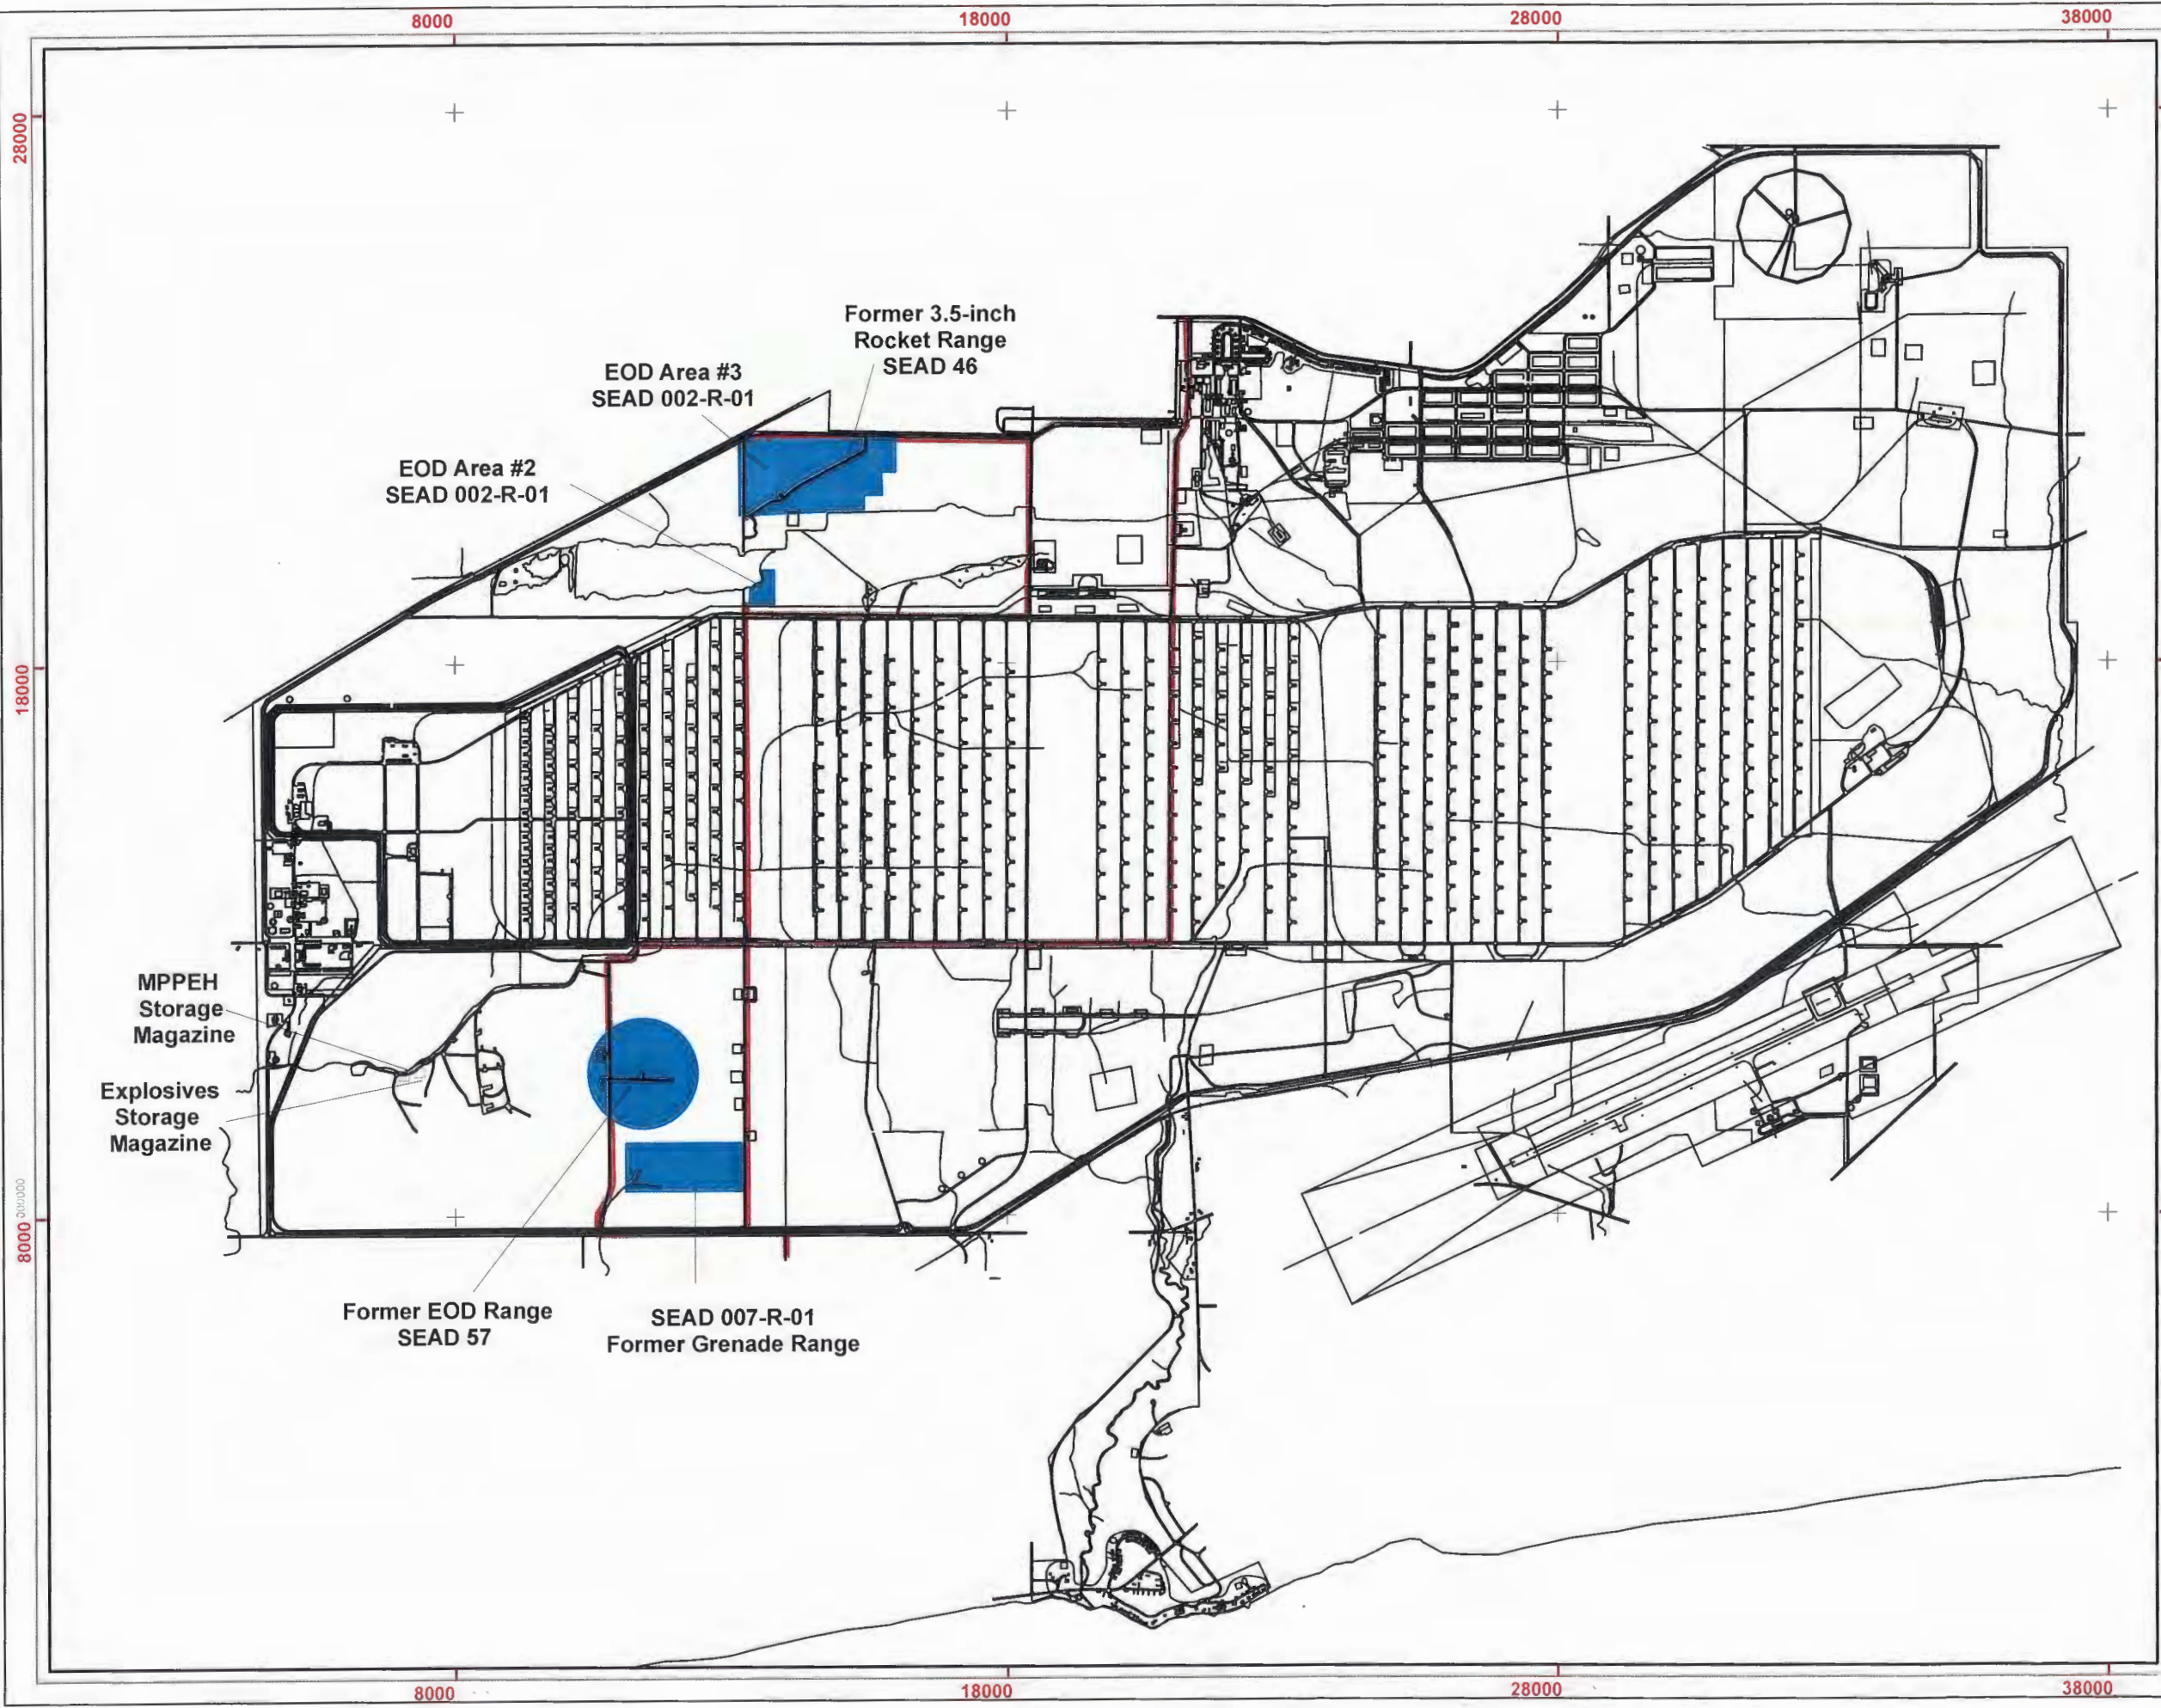 8000 18000 28000 38000
28000
18000
8000
Former 3.5-inch
Rocket Range
SEAD 46
EOD Area #3
SEAD 002-R-01
EOD Area #2
SEAD 002-R-01
MPPEH
Storage
Magazine
Explosives
Storage
Magazine
Former EOD Range
SEAD 57
SEAD 007-R-01
Former Grenade Range
8000 18000 28000 38000